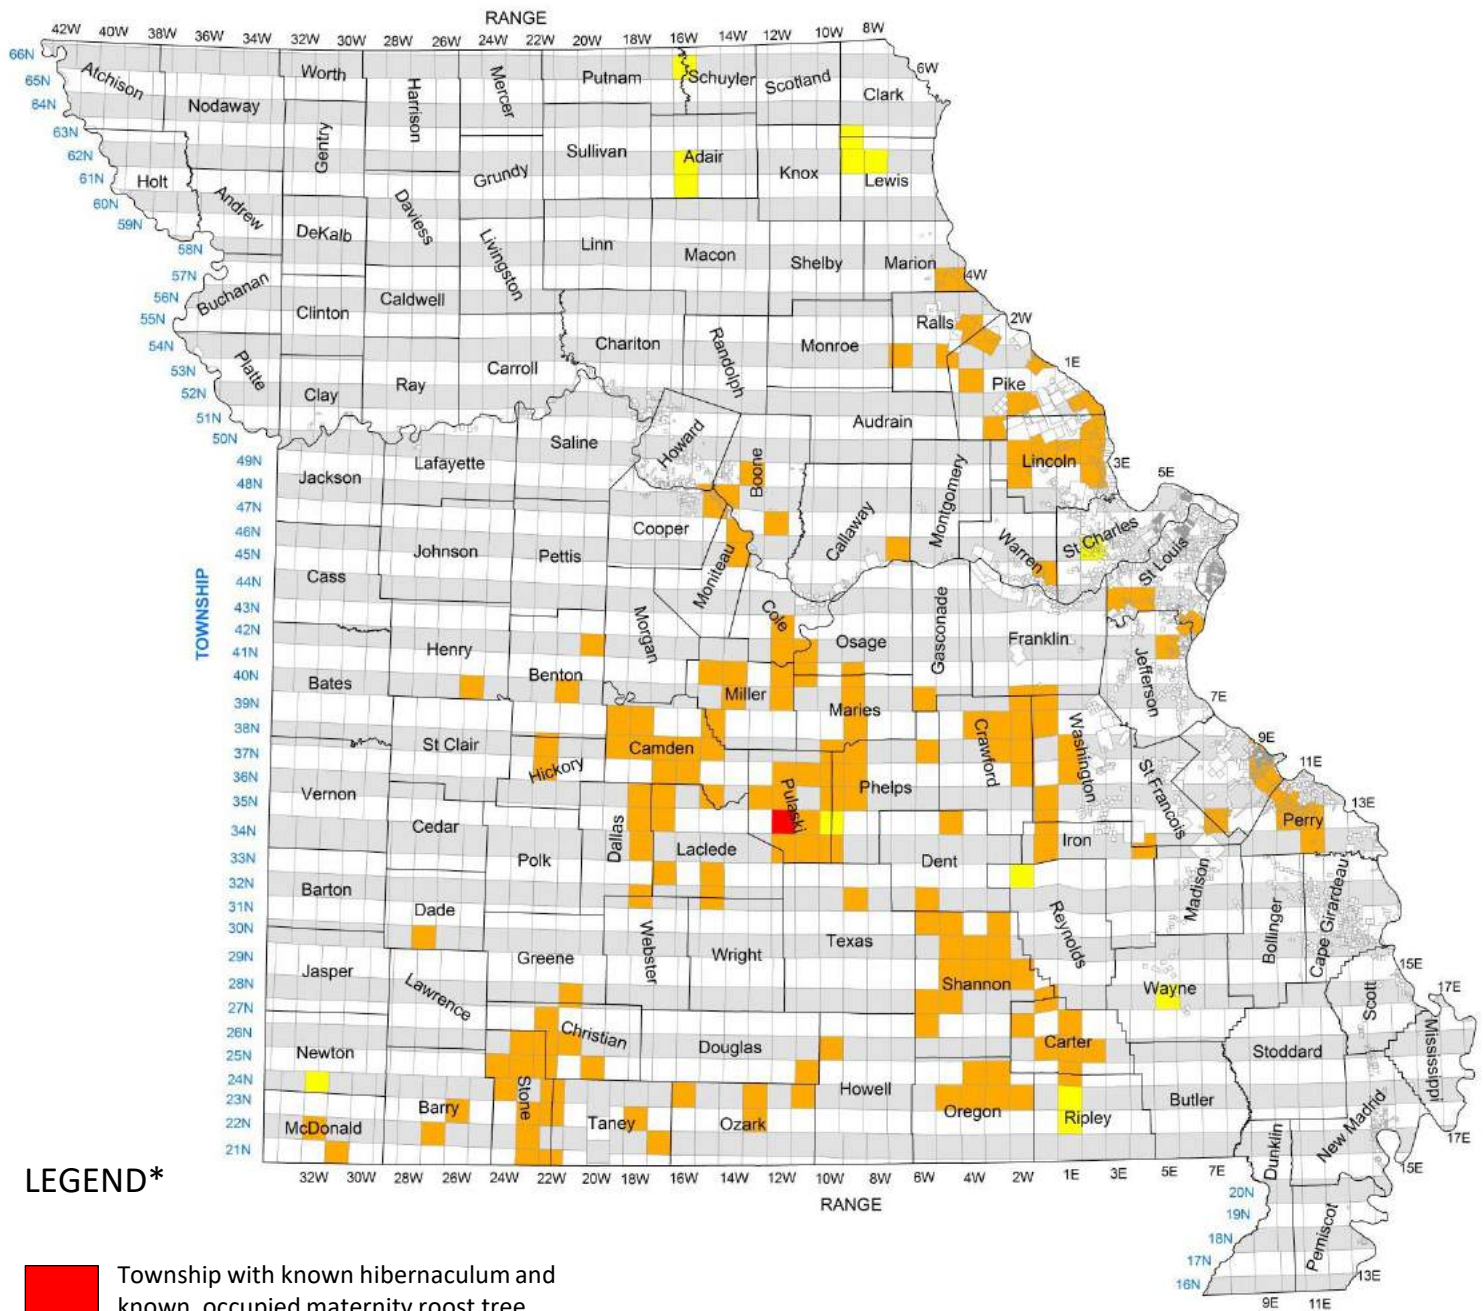 RANGE
42W 40W 38W 36W 34W 32W 30W 28W 26W 24W 22W 20W 18W 16W 14W 12W 10W 8W
66N
6W
65N Atchison Worth Harrison Mercer Putnam Schuyler Scotland
64N Nodaway Clark
63N
62N Gentry Sullivan Adair
61N Holt Andrew Daviess Grundy Knox Lewis
60N
59N DeKalb Livingston Linn
58N Macon Shelby Marion
57N 4W
56N Buchanan Clinton Caldwell
55N Ralls 2W
54N Platte Chariton Randolph Monroe 1E
53N Carroll Pike
52N Clay Ray
51N Audrain
50N Saline Howard
49N Lafayette Boone Lincoln 3E
48N Jackson 5E
47N Cooper Callaway Montgomery
46N Johnson Pettis Warren St Charles
45N Moniteau St Louis
TOWNSHIP
44N Cass
43N Morgan Cole Gasconade
42N Osage Franklin
41N Henry
40N Bates Benton Miller Jefferson
39N Maries 7E
38N St Clair Camden Crawford Washington 9E
37N Hickory 11E
36N Vernon Pulaski Phelps St Francois
35N 13E
34N Cedar Dallas Laclede Iron Perry
33N Polk Dent
32N Barton Madison Cape Girardeau
31N Dade Reynolds Bollinger
30N Webster Texas
29N Jasper Greene Wright 15E
28N Lawrence Shannon Wayne Scott 17E
27N
26N Newton Christian Douglas Carter Stoddard Mississippi
25N
24N Stone Howell
23N Barry Oregon Ripley Butler New Madrid
22N McDonald Taney Ozark 17E
21N Dunklin 15E
32W 30W 28W 26W 24W 22W 20W 18W 16W 14W 12W 10W 8W 6W 4W 2W 1E 3E 5E 7E
RANGE
20N
19N Pemiscot
18N
17N
16N 13E
9E 11E
LEGEND*
Township with known hibernaculum and
known, occupied maternity roost tree